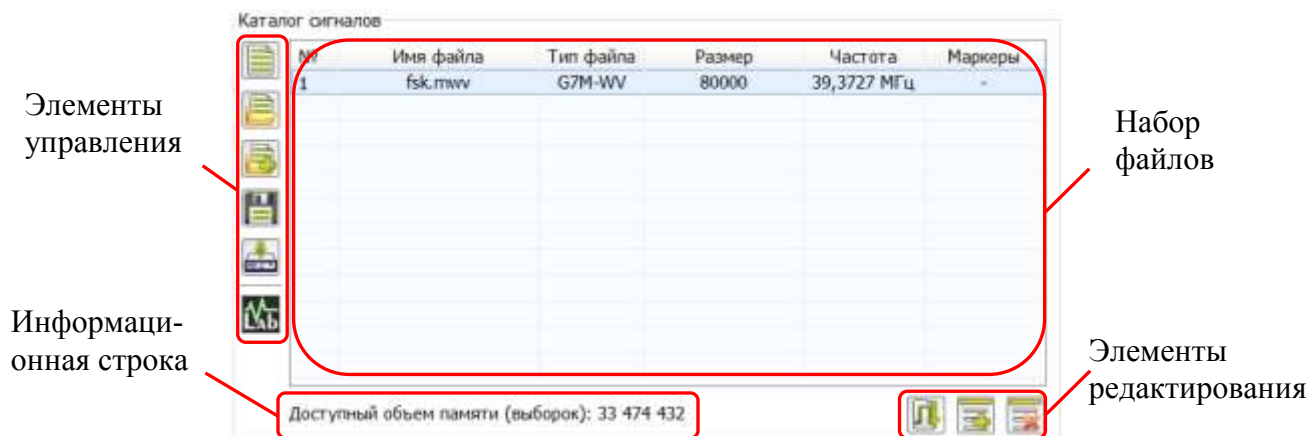 Каталог сигналов
№ Имя файла Тип файла Размер Частота Маркеры
1 fsk.mwv G7M-WV 80000 39,3727 МГц -
Элементы
управления
Набор
файлов
LAb
Информаци-
онная строка
Элементы
редактирования
Доступный объем памяти (выборок): 33 474 432